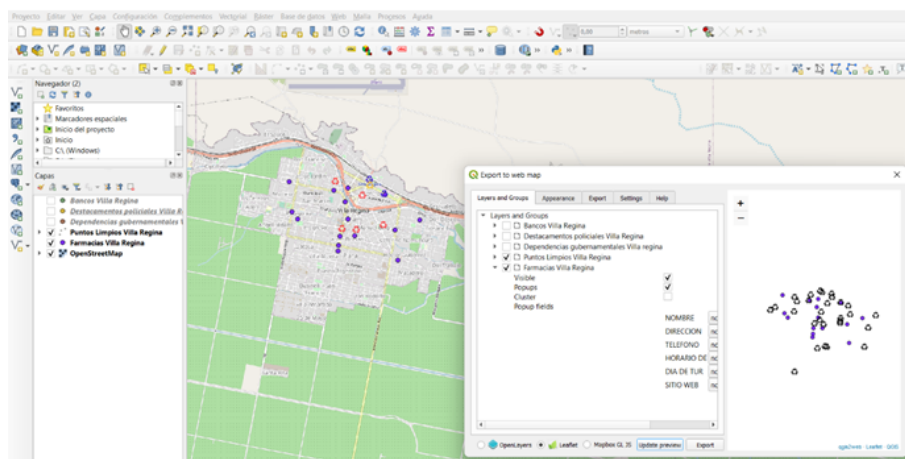 Proyecto Editar Ver Capa Configuración Complementos Vectorial Ráster Base de datos Web Malla Procesos Ayuda
0,00
metros
Navegador (2)
Favoritos
Marcadores espaciales
Inicio del proyecto
Inicio
C:\ (Windows)
Capas
Bancos Villa Regina
Destacamentos policiales Villa R
Dependencias gubernamentales V
Puntos Limpios Villa Regina
Farmacias Villa Regina
OpenStreetMap
Export to web map
Layers and Groups Appearance Export Settings Help
Layers and Groups
Bancos Villa Regina
Destacamentos policiales Villa Regina
Dependencias gubernamentales Villa regina
Puntos Limpios Villa Regina
Farmacias Villa Regina
Visible
Popups
Cluster
Popup fields
NOMBRE
DIRECCION
TELEFONO
HORARIO DE
DIA DE TUR
SITIO WEB
+
−
OpenLayers Leaflet Mapbox GL JS Update preview Export
qgis2web · Leaflet · QGIS